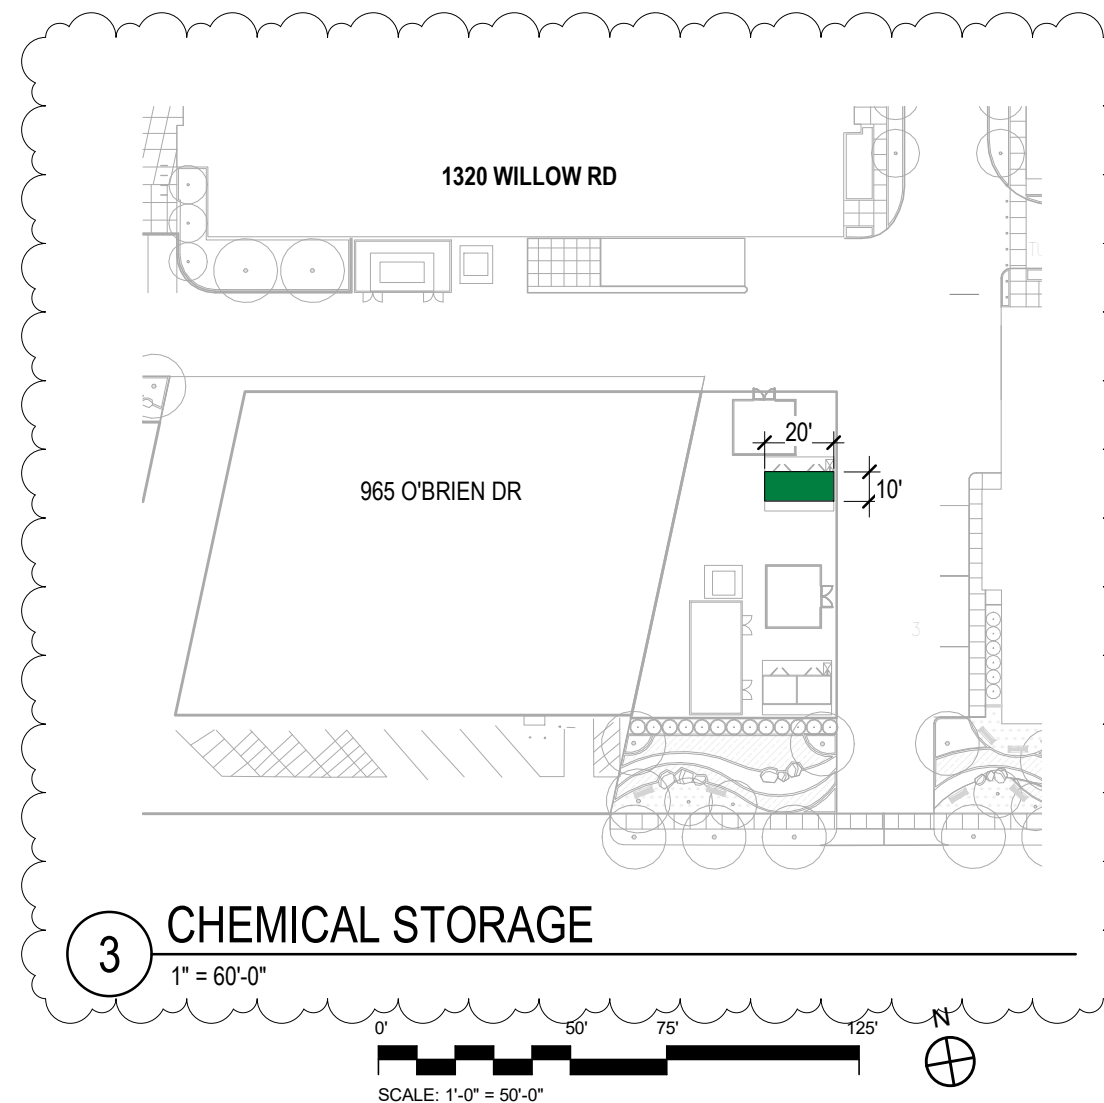 1320 WILLOW RD
20'
965 O'BRIEN DR
10'
3
3
CHEMICAL STORAGE
1" = 60'-0"
N
0' 50' 75' 125'
SCALE: 1'-0" = 50'-0"